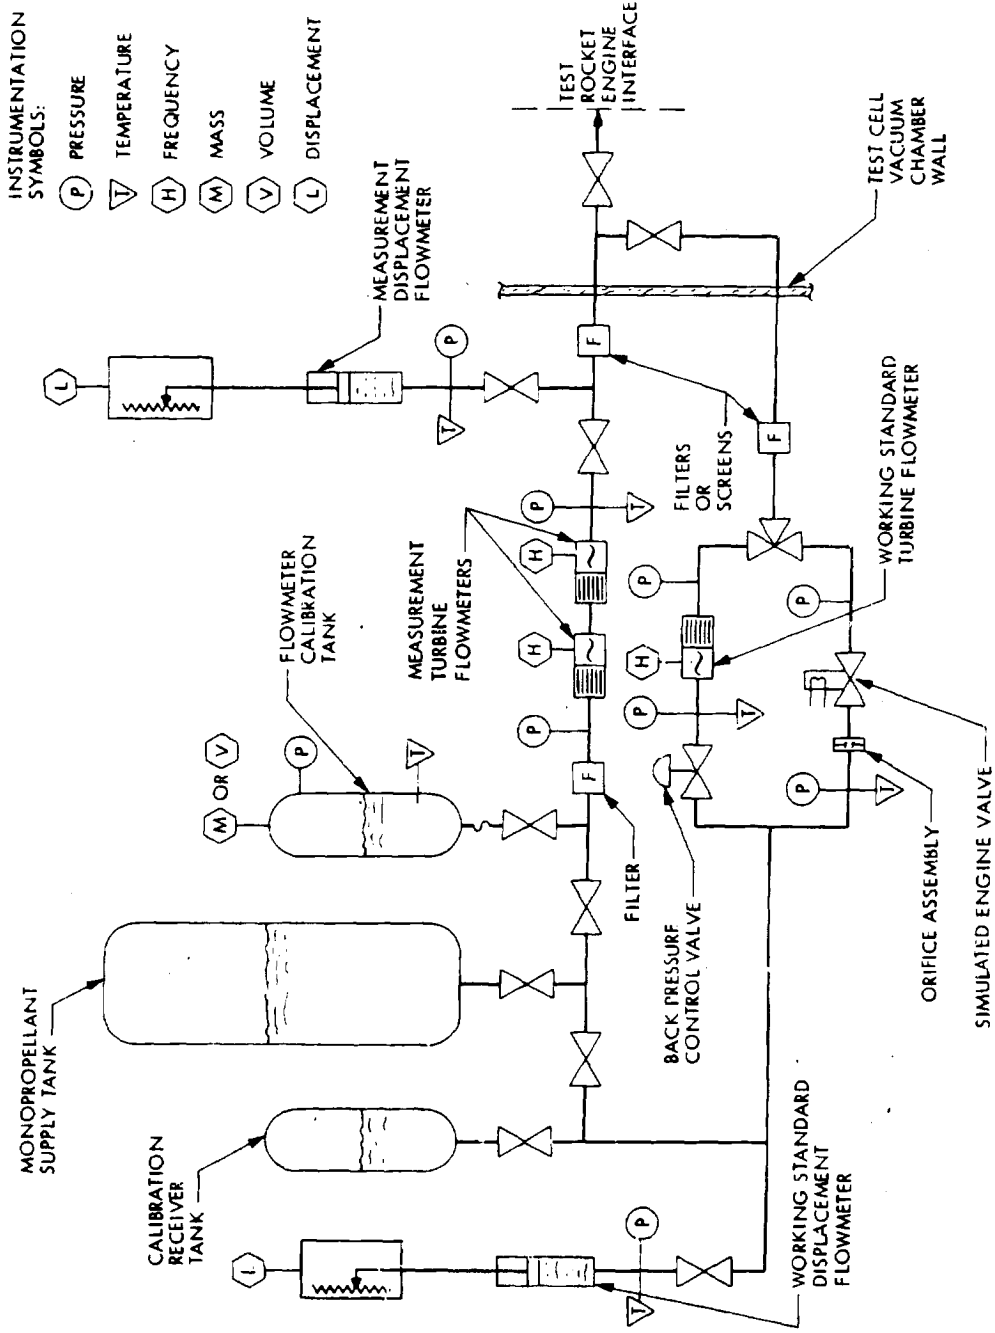 INSTRUMENTATION
SYMBOLS:
P PRESSURE
T TEMPERATURE
H FREQUENCY
M MASS
V VOLUME
L DISPLACEMENT
MONOPROPELLANT
SUPPLY TANK
CALIBRATION
RECEIVER
TANK
L
L
M OR V
P
T
FLOWMETER
CALIBRATION
TANK
MEASUREMENT
DISPLACEMENT
FLOWMETER
P
T
TEST
ROCKET
ENGINE
INTERFACE
MEASUREMENT
TURBINE
FLOWMETERS
F
P
H
H
P
T
F
FILTER
FILTERS
OR
SCREENS
TEST CELL
VACUUM
CHAMBER
WALL
BACK PRESSURE
CONTROL VALVE
P
T
H
P
F
WORKING STANDARD
TURBINE FLOWMETER
P
T
P
ORIFICE ASSEMBLY
SIMULATED ENGINE VALVE
T
P
WORKING STANDARD
DISPLACEMENT
FLOWMETER